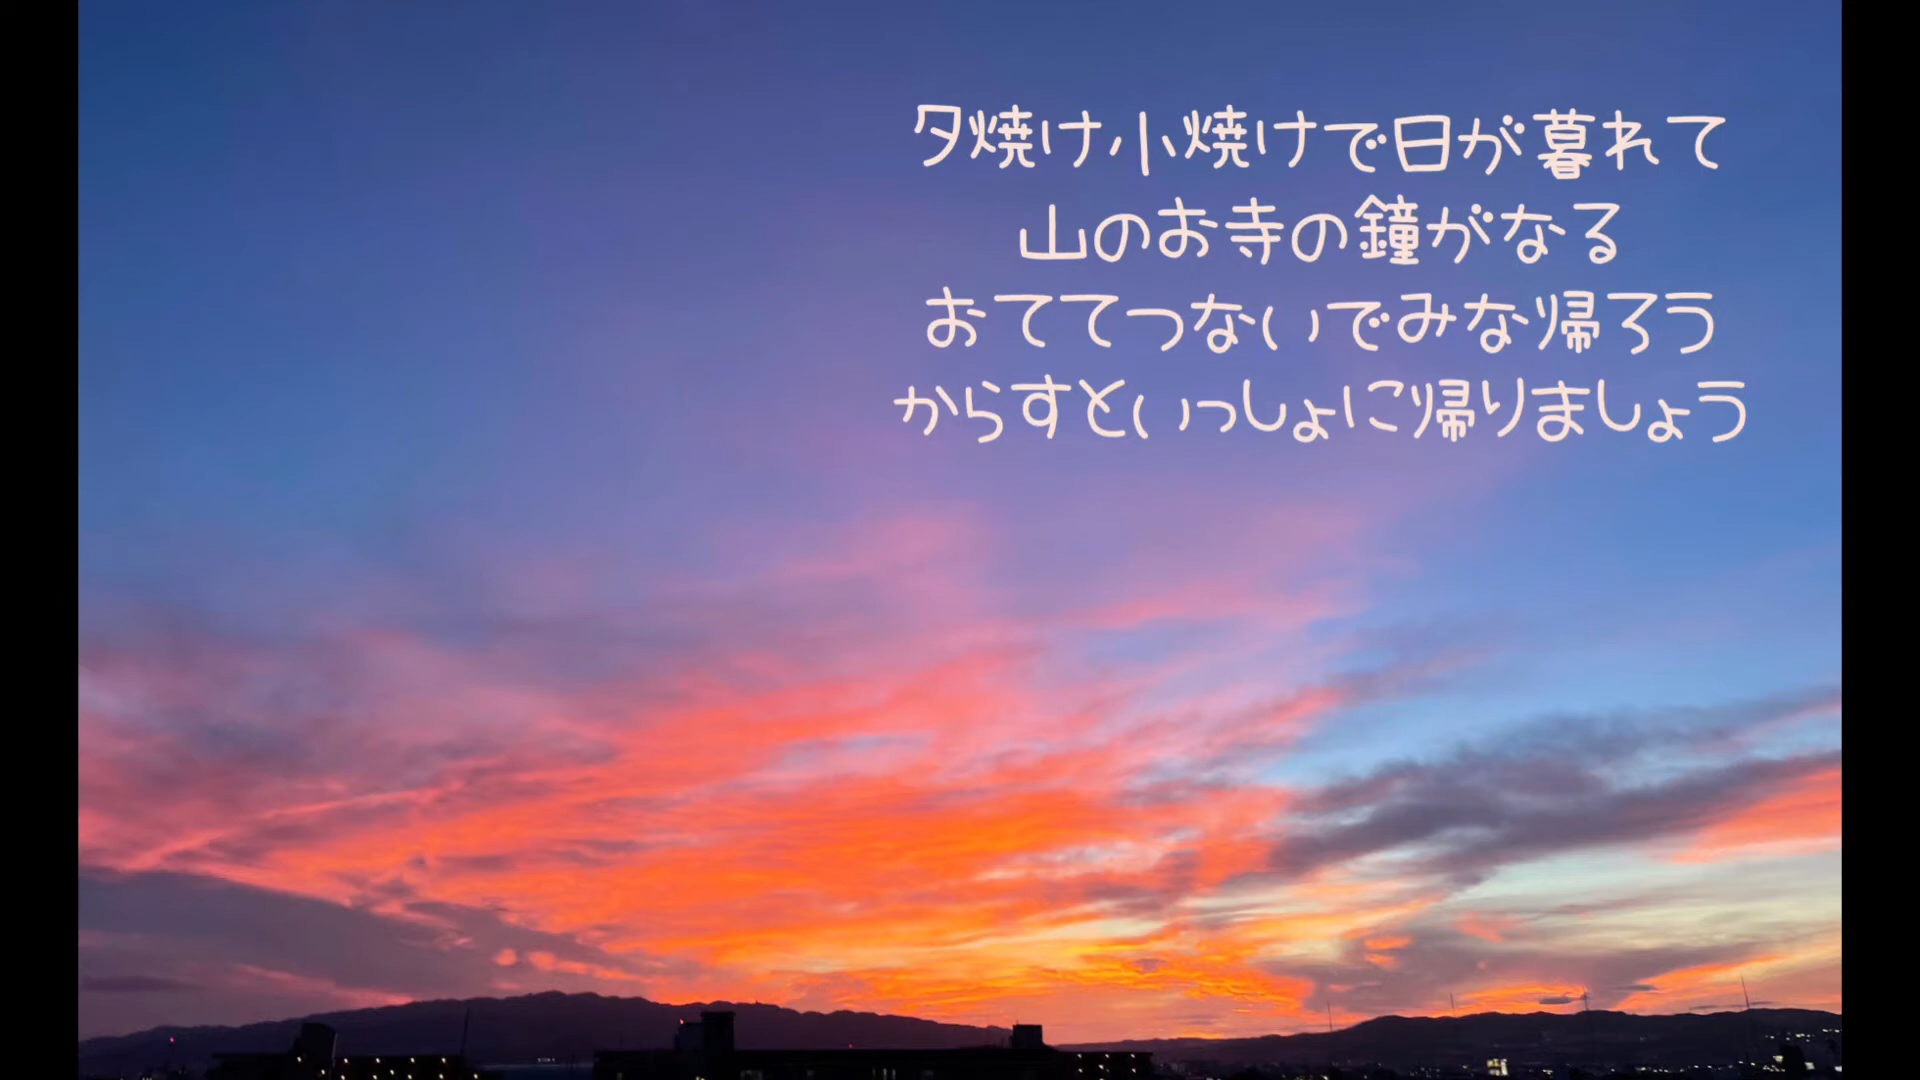 夕焼け小焼けで日が暮れて
山のお寺の鐘がなる
おててつないでみな帰ろう
からすといっしょに帰りましょう